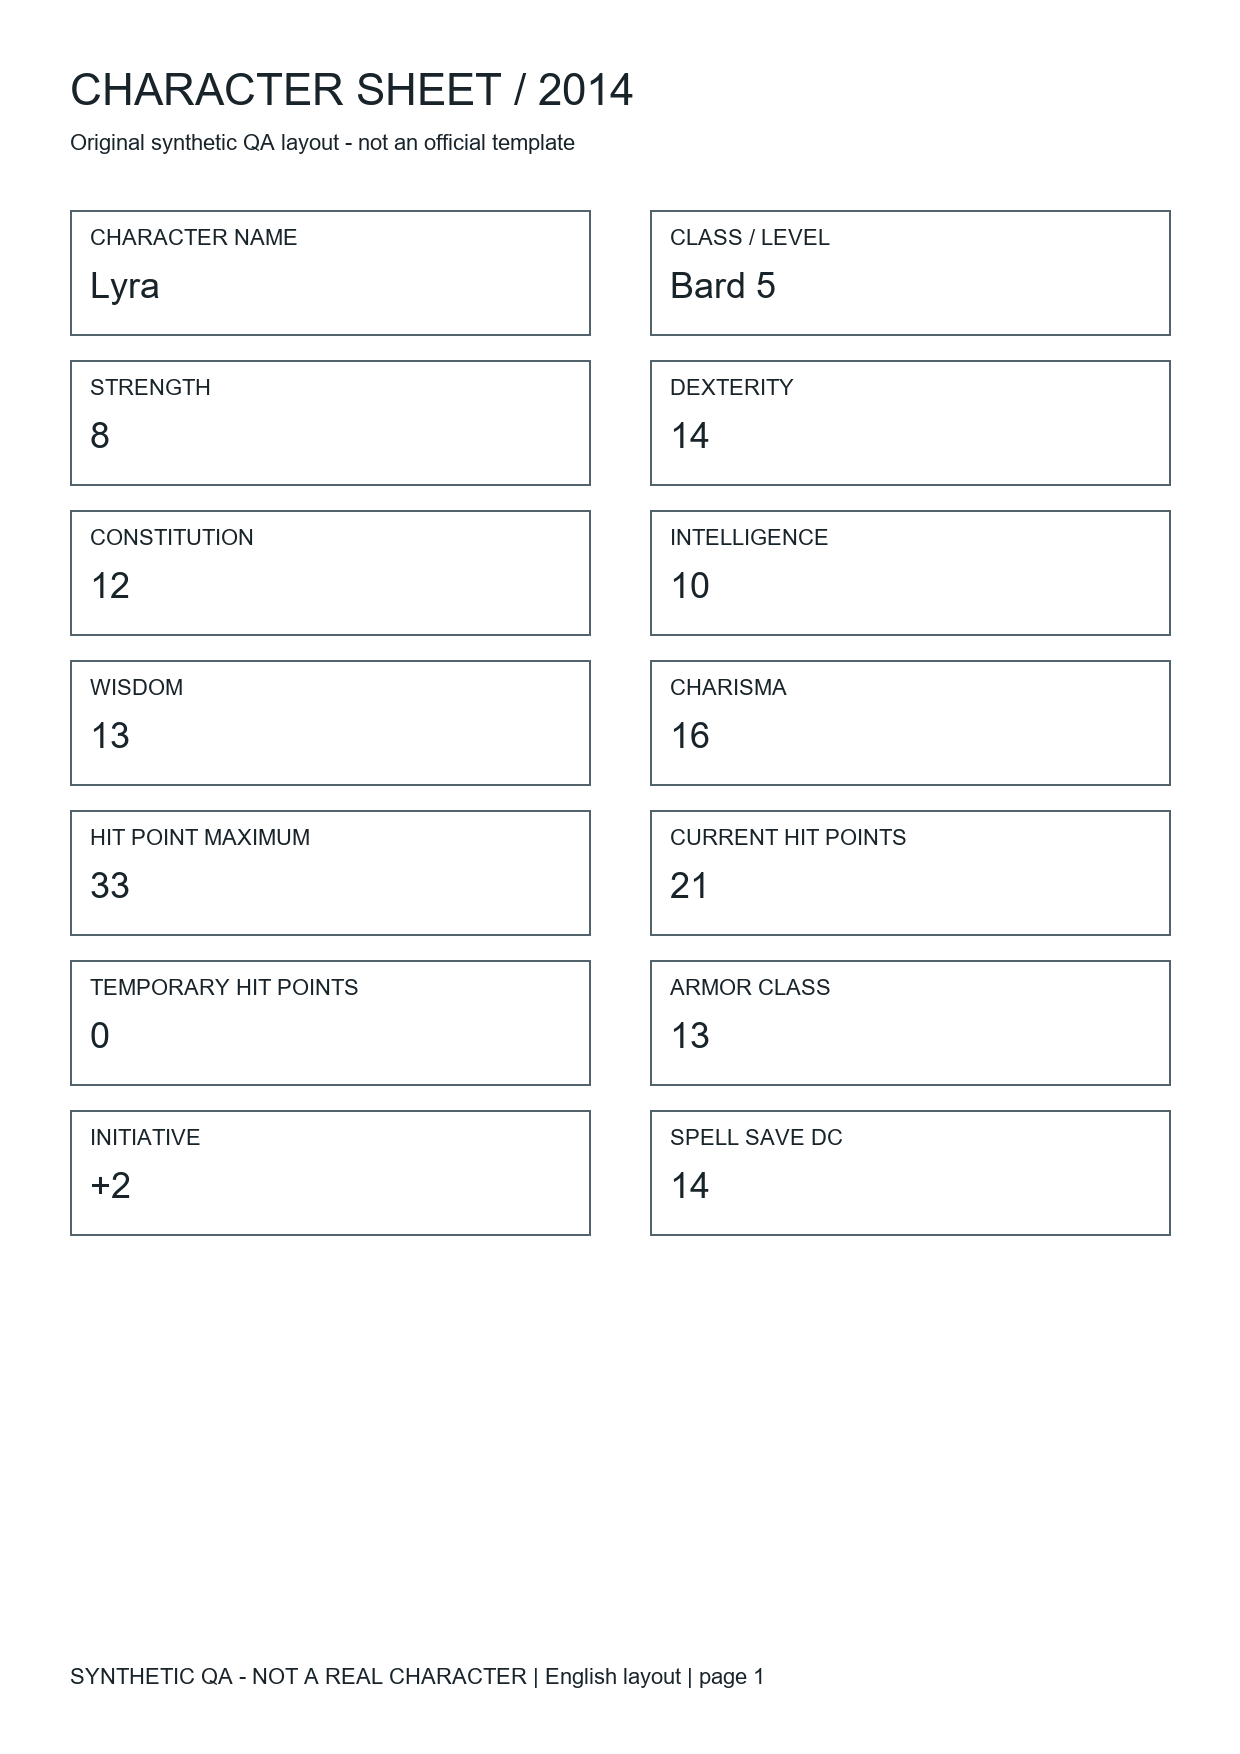 CHARACTER SHEET / 2014
Original synthetic QA layout - not an official template
CHARACTER NAME
Lyra
CLASS / LEVEL
Bard 5
STRENGTH
8
DEXTERITY
14
CONSTITUTION
12
INTELLIGENCE
10
WISDOM
13
CHARISMA
16
HIT POINT MAXIMUM
33
CURRENT HIT POINTS
21
TEMPORARY HIT POINTS
0
ARMOR CLASS
13
INITIATIVE
+2
SPELL SAVE DC
14
SYNTHETIC QA - NOT A REAL CHARACTER | English layout | page 1